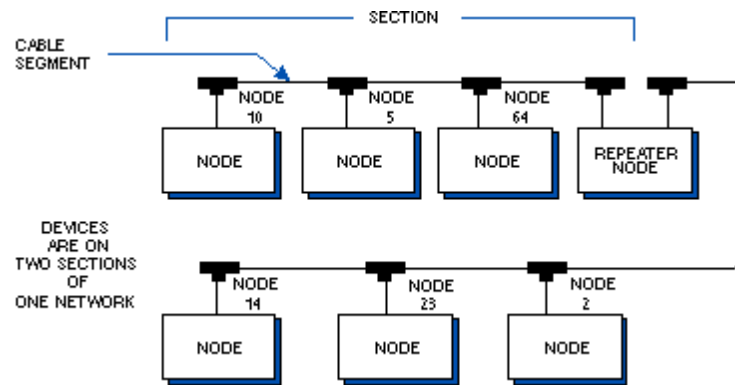 SECTION
CABLE
SEGMENT
NODE
10
NODE
5
NODE
64
NODE
NODE
NODE
REPEATER
NODE
DEVICES
ARE ON
TWO SECTIONS
OF
ONE NETWORK
NODE
14
NODE
23
NODE
2
NODE
NODE
NODE